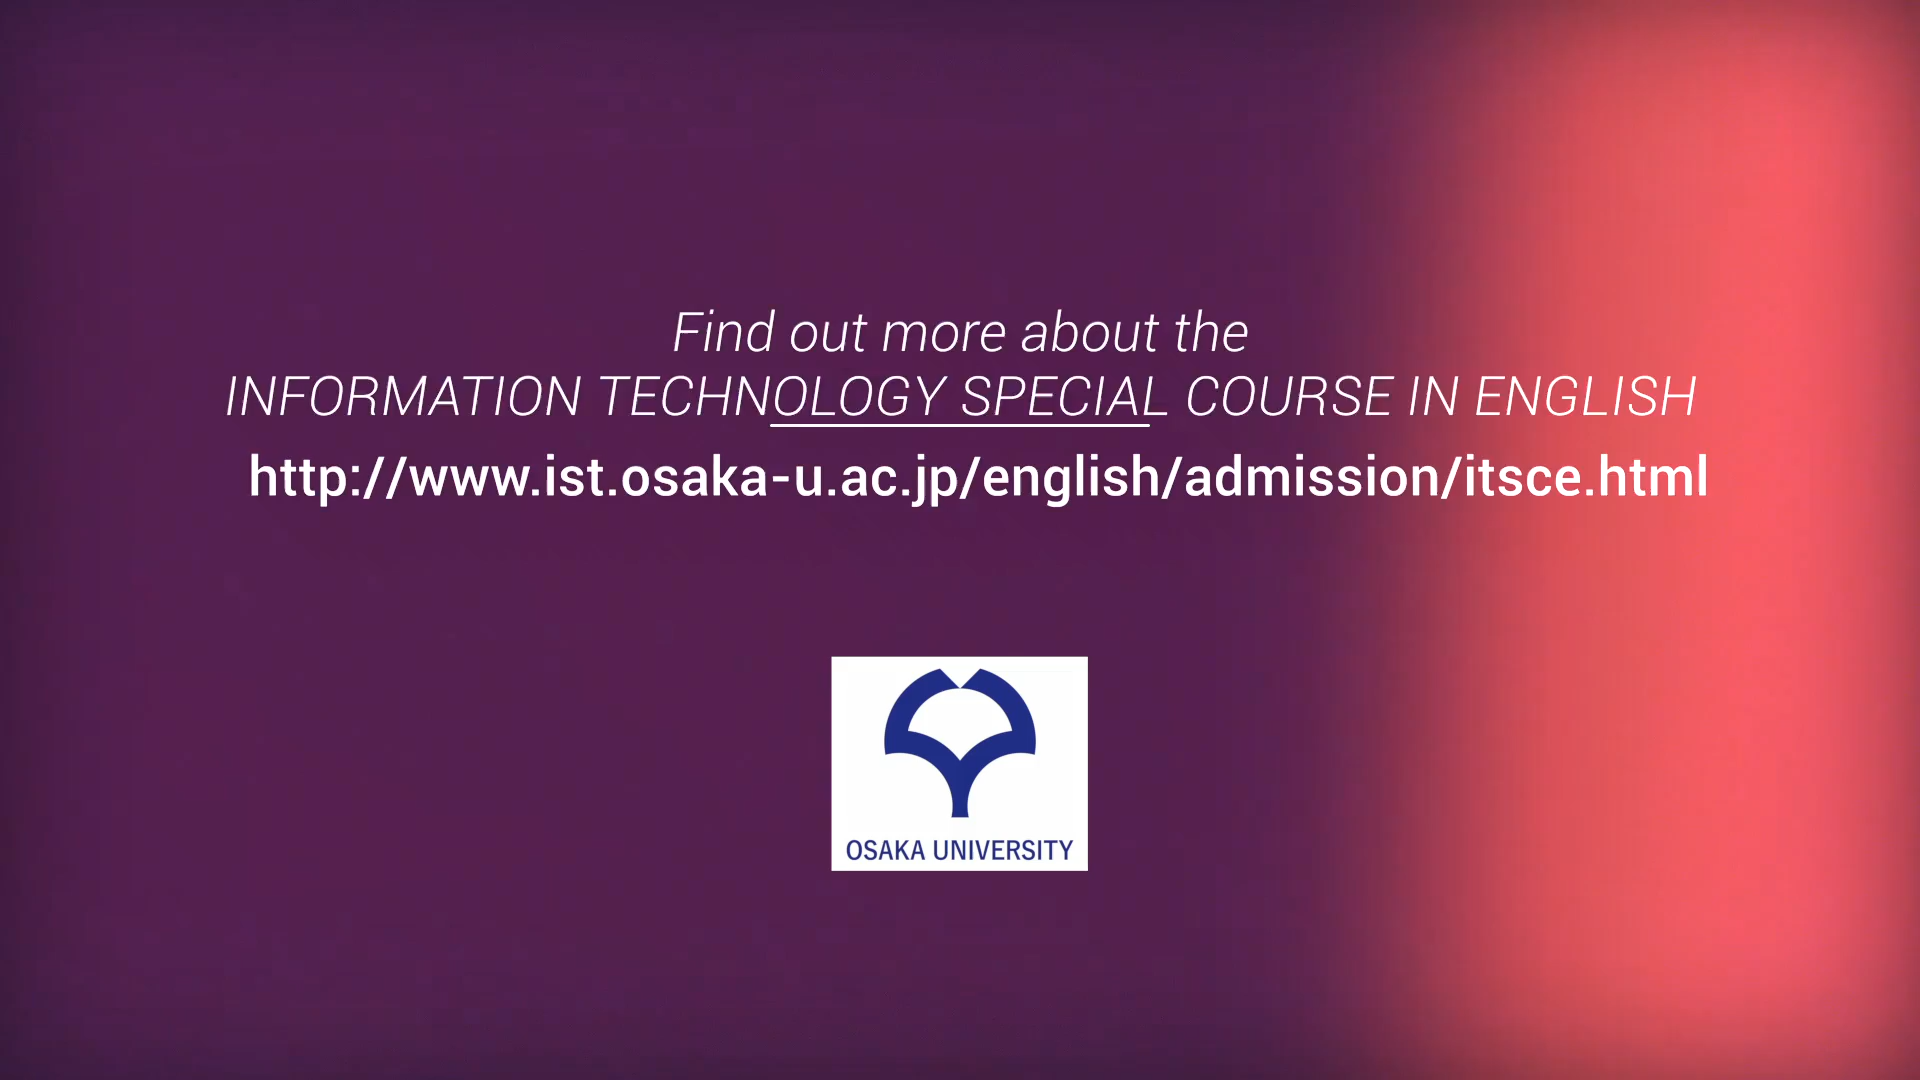 Find out more about the
INFORMATION TECHNOLOGY SPECIAL COURSE IN ENGLISH
http://www.ist.osaka-u.ac.jp/english/admission/itsce.html
OSAKA UNIVERSITY